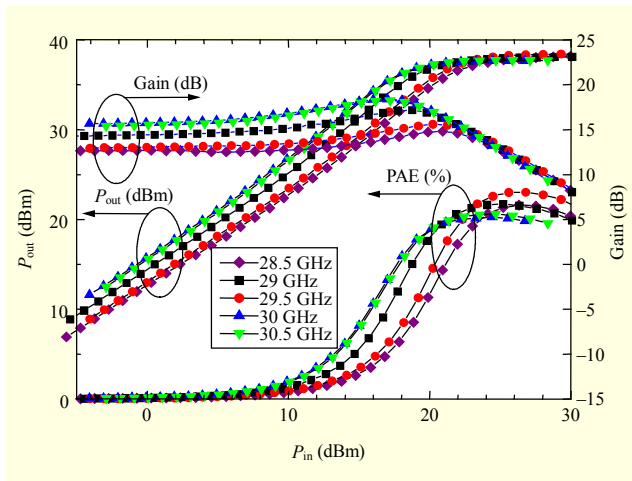 40
30
20
10
0
P_out (dBm)
25
20
15
10
5
0
−5
−10
−15
Gain (dB)
Gain (dB)
P_out (dBm)
PAE (%)
28.5 GHz
29 GHz
29.5 GHz
30 GHz
30.5 GHz
0
10
20
30
P_in (dBm)